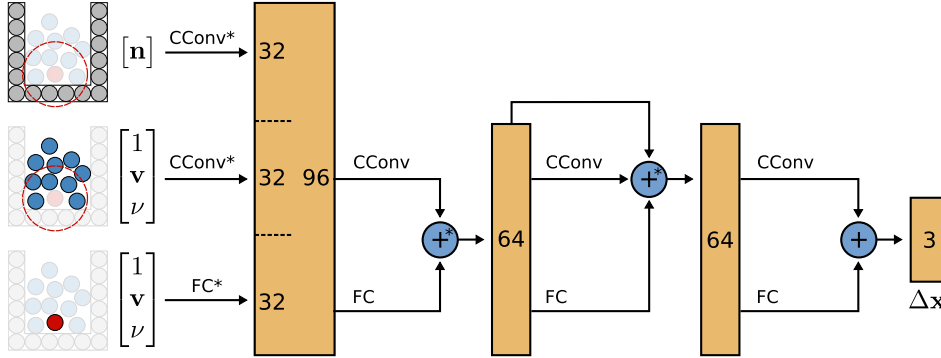 [n] CConv* 32
[1 v ν] CConv* 32 96 CConv
+*
FC
[1 v ν] FC* 32
64 CConv
+*
FC
64 CConv
+
FC
3
Δx